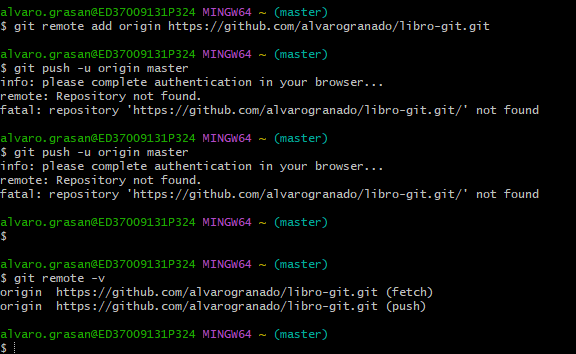 alvaro.grasan@ED37009131P324 MINGW64 ~ (master)
$ git remote add origin https://github.com/alvarogranado/libro-git.git
alvaro.grasan@ED37009131P324 MINGW64 ~ (master)
$ git push -u origin master
info: please complete authentication in your browser...
remote: Repository not found.
fatal: repository 'https://github.com/alvarogranado/libro-git.git/' not found
alvaro.grasan@ED37009131P324 MINGW64 ~ (master)
$ git push -u origin master
info: please complete authentication in your browser...
remote: Repository not found.
fatal: repository 'https://github.com/alvarogranado/libro-git.git/' not found
alvaro.grasan@ED37009131P324 MINGW64 ~ (master)
$
alvaro.grasan@ED37009131P324 MINGW64 ~ (master)
$ git remote -v
origin  https://github.com/alvarogranado/libro-git.git (fetch)
origin  https://github.com/alvarogranado/libro-git.git (push)
alvaro.grasan@ED37009131P324 MINGW64 ~ (master)
$